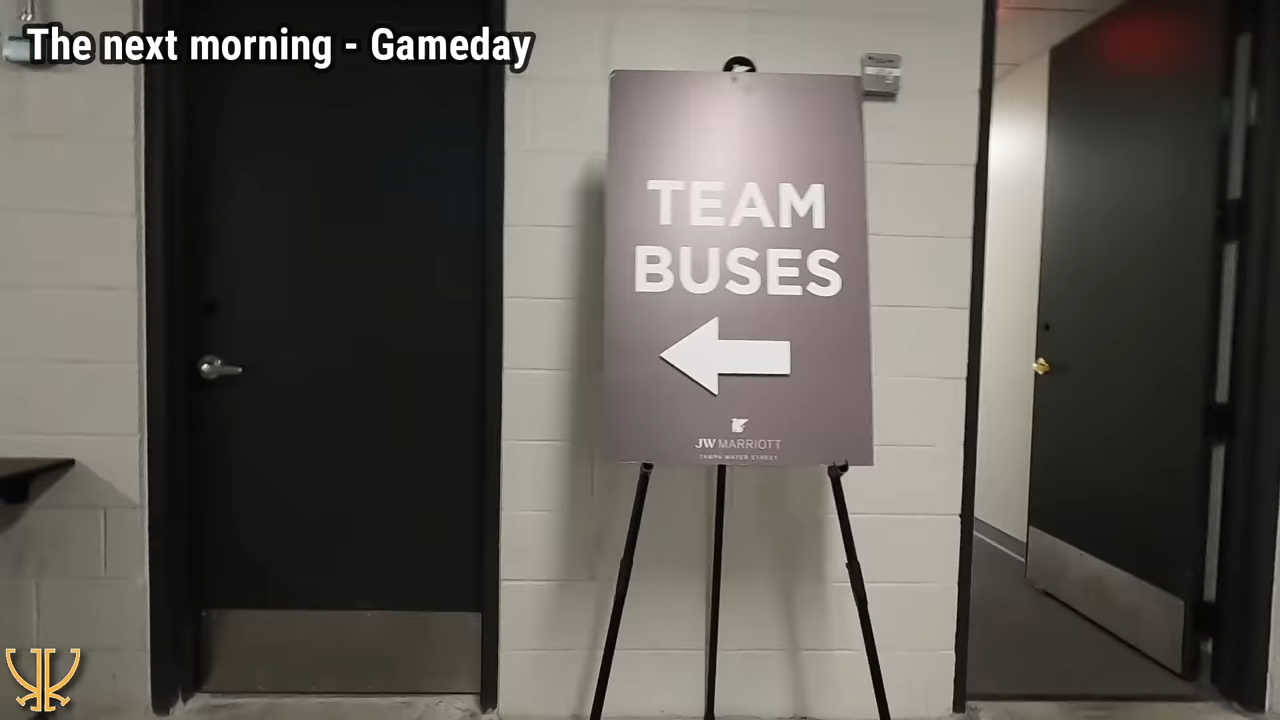 The next morning - Gameday
TEAM
BUSES
JW MARRIOTT
TAMPA WATER STREET